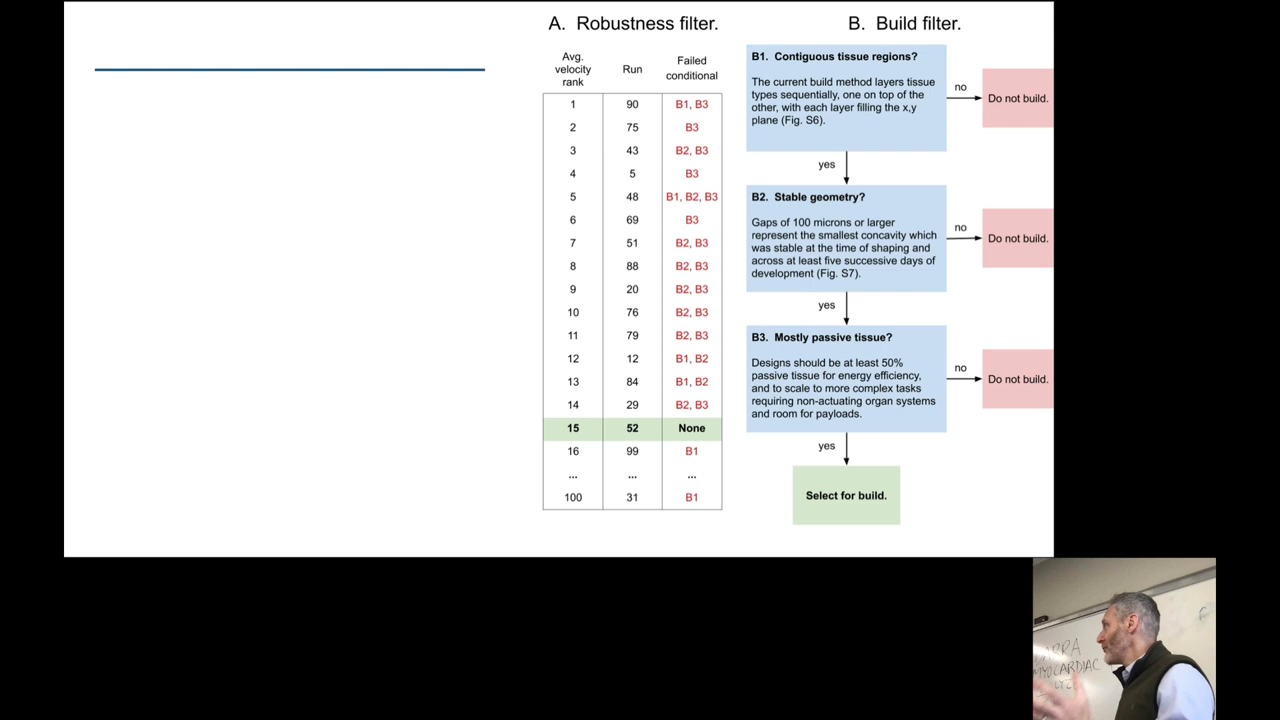 A. Robustness filter.
Avg. velocity rank Run Failed conditional
1 90 B1, B3
2 75 B3
3 43 B2, B3
4 5 B3
5 48 B1, B2, B3
6 69 B3
7 51 B2, B3
8 88 B2, B3
9 20 B2, B3
10 76 B2, B3
11 79 B2, B3
12 12 B1, B2
13 84 B1, B2
14 29 B2, B3
15 52 None
16 99 B1
... ... ...
100 31 B1
B. Build filter.
B1. Contiguous tissue regions?
The current build method layers tissue
types sequentially, one on top of the
other, with each layer filling the x,y
plane (Fig. S6).
no
Do not build.
yes
B2. Stable geometry?
Gaps of 100 microns or larger
represent the smallest concavity which
was stable at the time of shaping and
across at least five successive days of
development (Fig. S7).
no
Do not build.
yes
B3. Mostly passive tissue?
Designs should be at least 50%
passive tissue for energy efficiency,
and to scale to more complex tasks
requiring non-actuating organ systems
and room for payloads.
no
Do not build.
yes
Select for build.
MYOCARDIAC